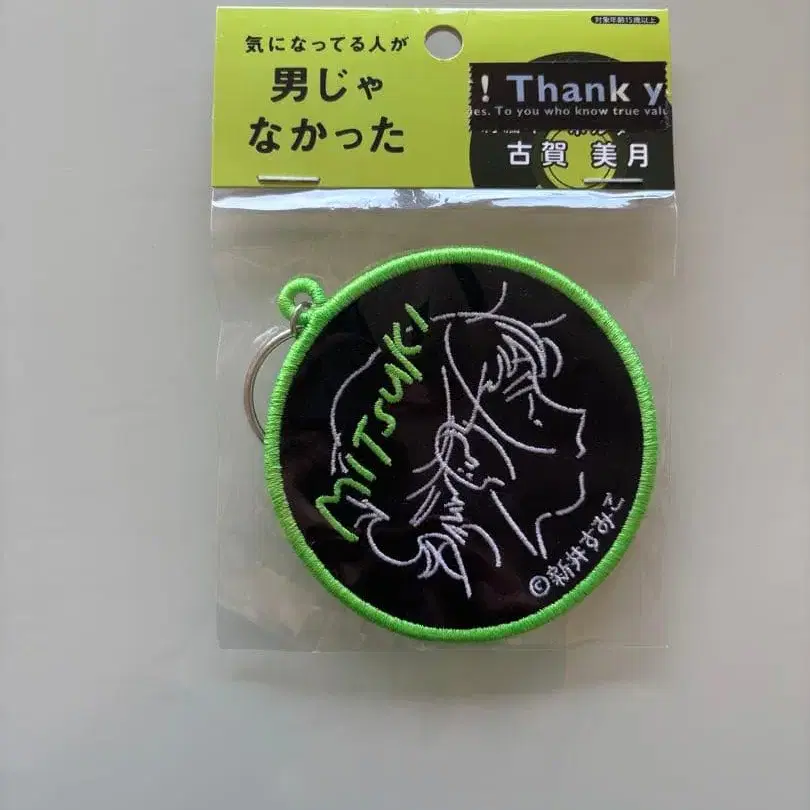 対象年齢15歳以上
気になってる人が
男じゃ
なかった
! Thank y
es. To you who know true valu
古賀 美月
MITSUKI
©新井すみこ